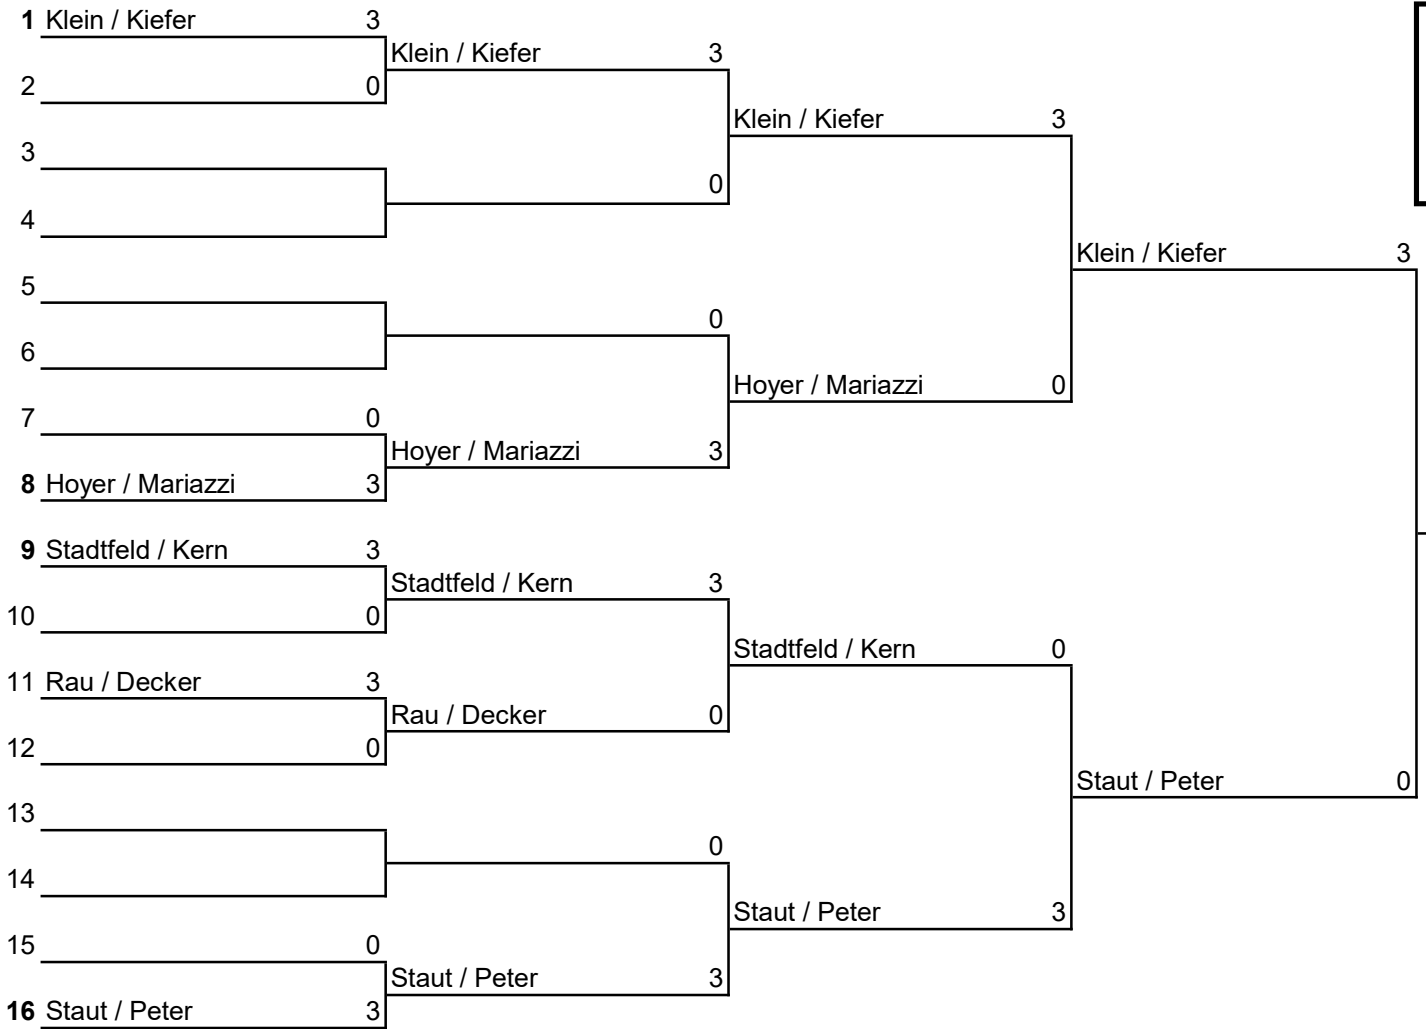 1 Klein / Kiefer 3
Klein / Kiefer 3
2 0
Klein / Kiefer 3
3
0
4
Klein / Kiefer 3
5
0
6
Hoyer / Mariazzi 0
7 0
Hoyer / Mariazzi 3
8 Hoyer / Mariazzi 3
9 Stadtfeld / Kern 3
Stadtfeld / Kern 3
10 0
Stadtfeld / Kern 0
11 Rau / Decker 3
Rau / Decker 0
12 0
Staut / Peter 0
13
0
14
Staut / Peter 3
15 0
Staut / Peter 3
16 Staut / Peter 3